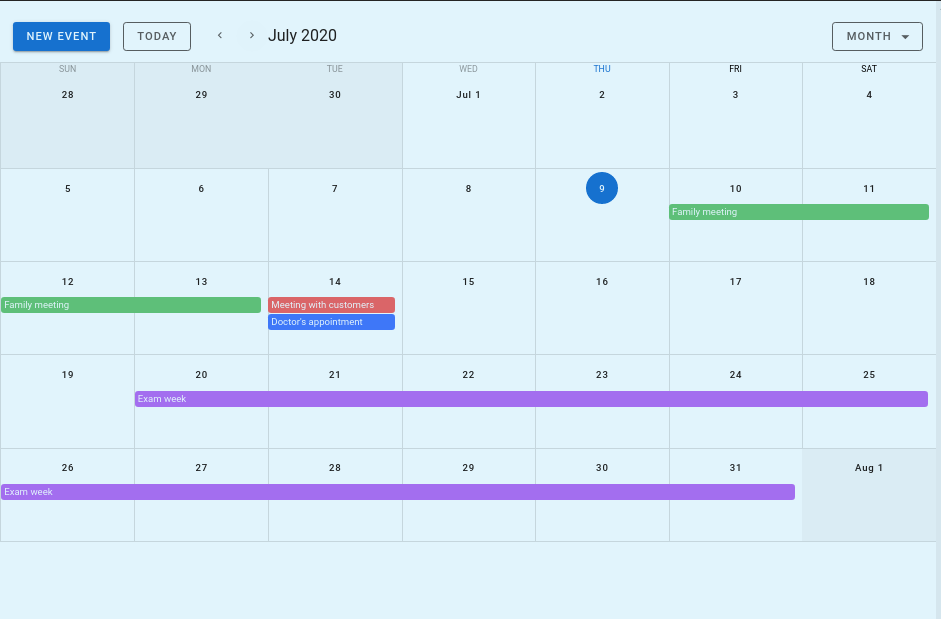 NEW EVENT TODAY July 2020 MONTH
SUN MON TUE WED THU FRI SAT
28 29 30 Jul 1 2 3 4
5 6 7 8 9 10 11
Family meeting
12 13 14 15 16 17 18
Family meeting Meeting with customers
Doctor's appointment
19 20 21 22 23 24 25
Exam week
26 27 28 29 30 31 Aug 1
Exam week